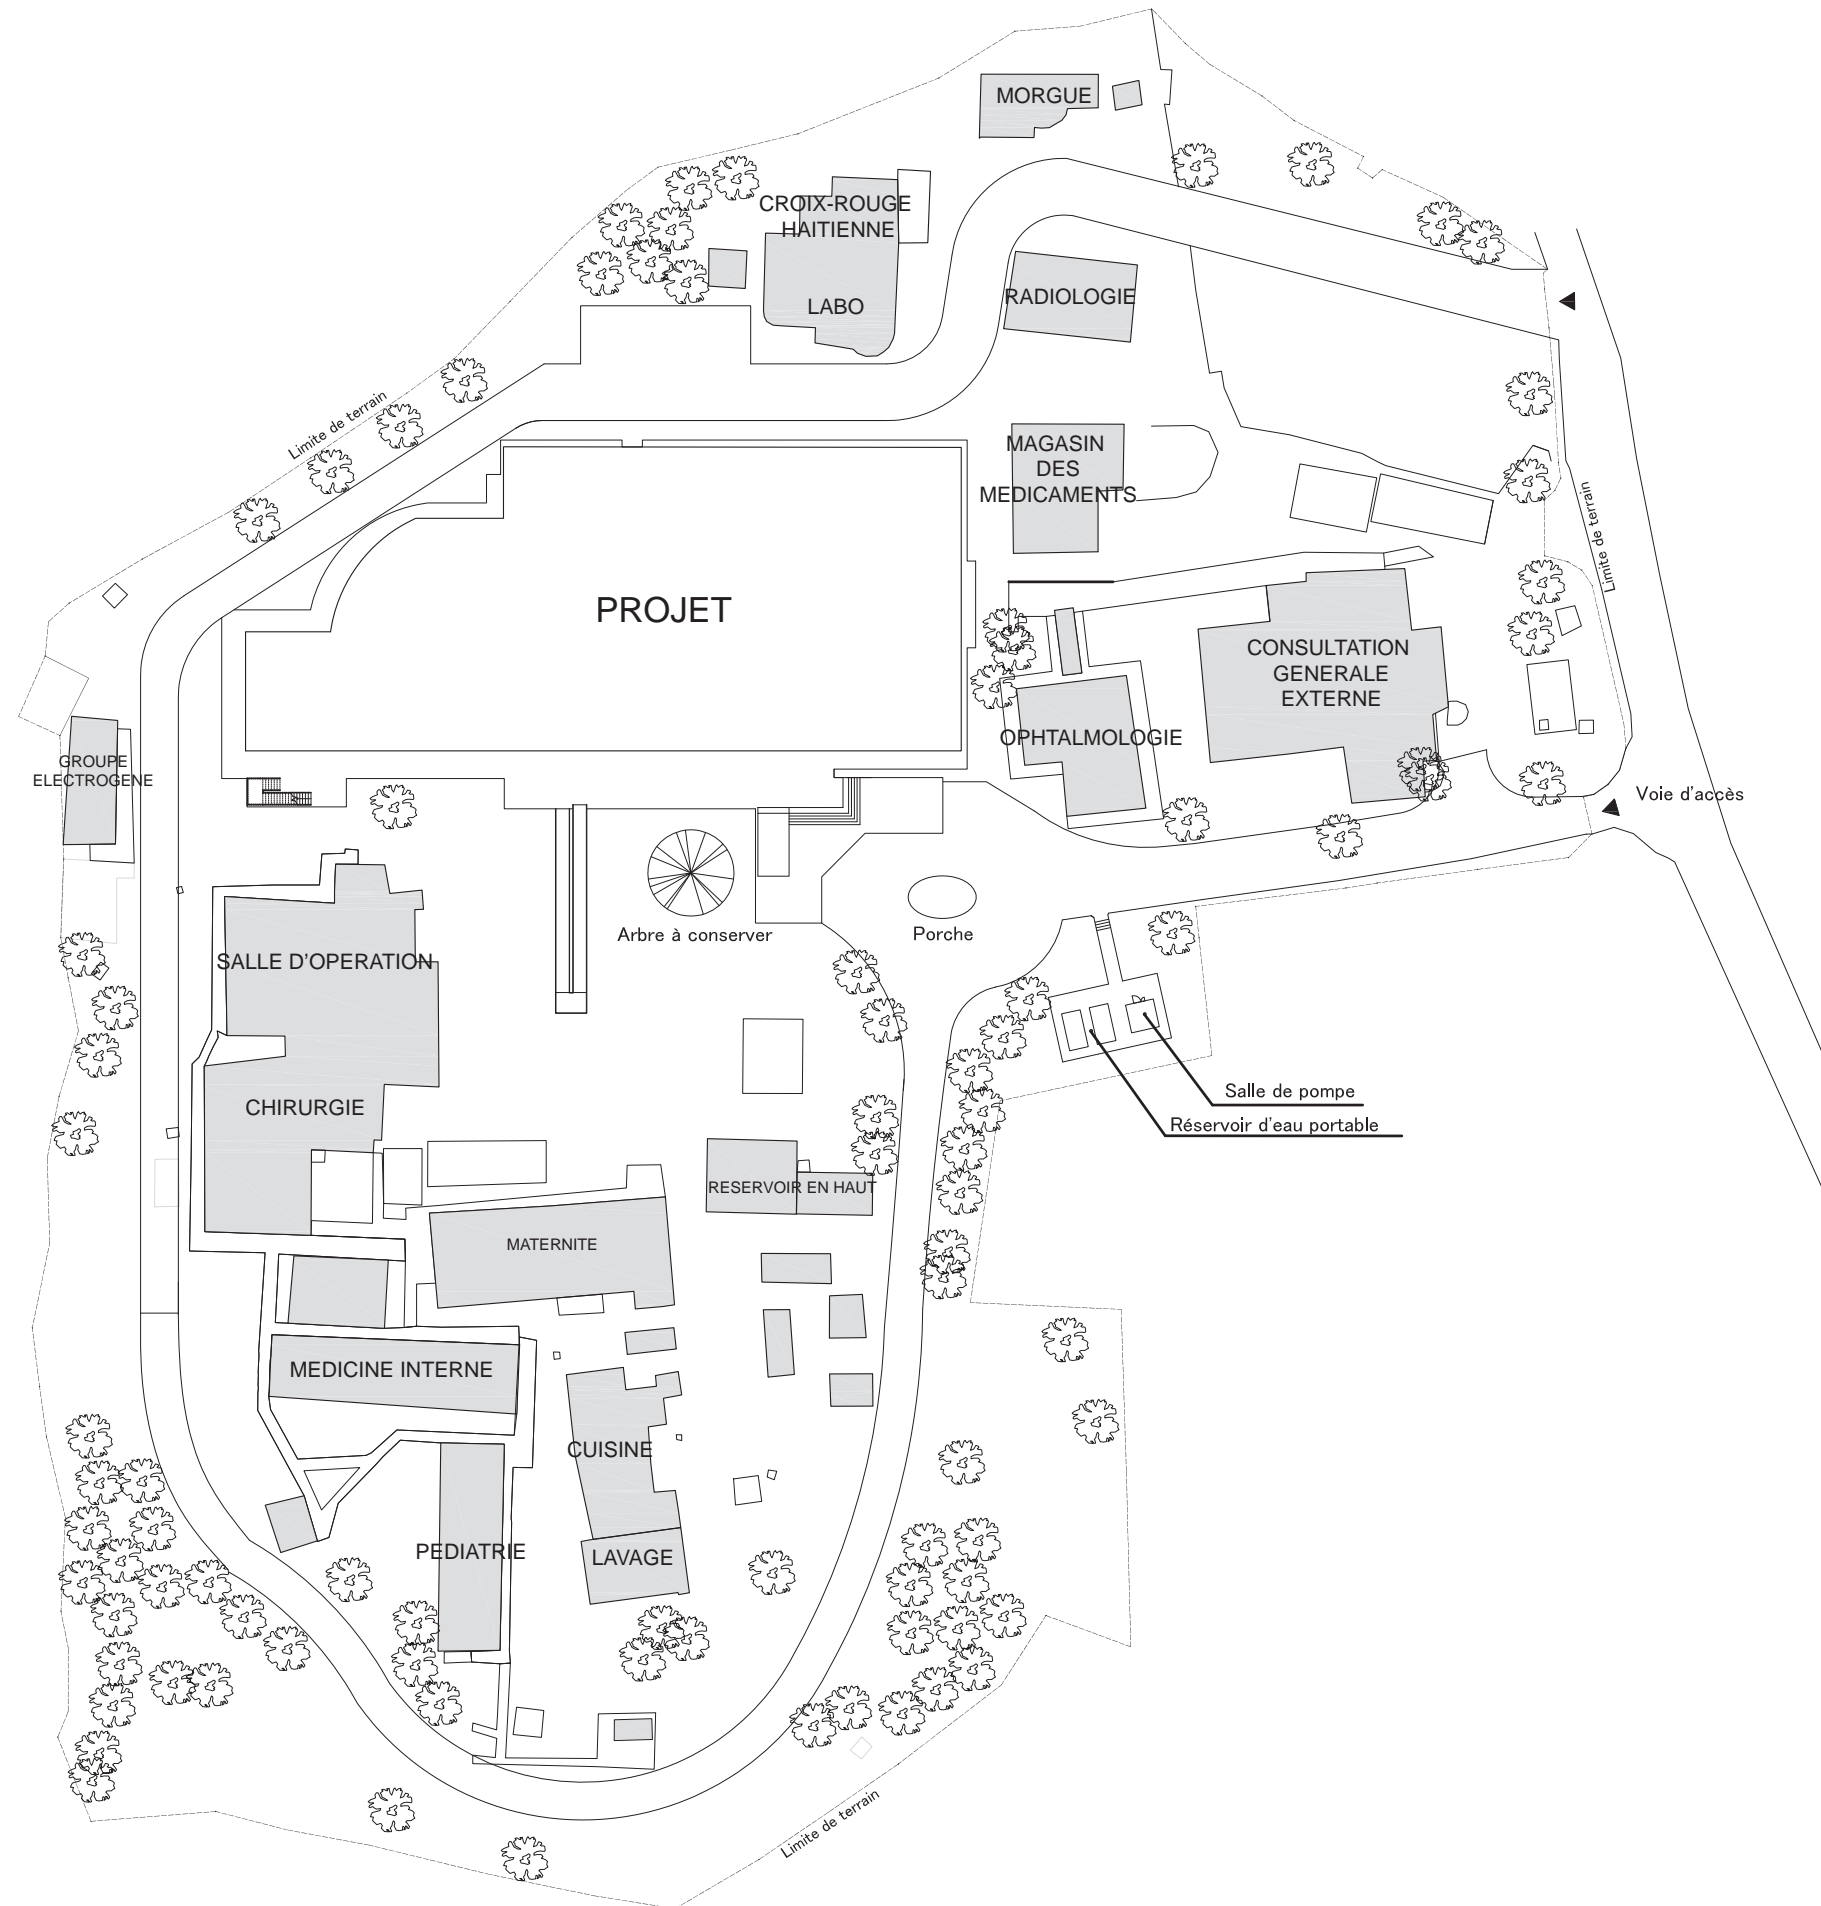 MORGUE
CROIX-ROUGE
HAITIENNE
LABO
RADIOLOGIE
Limite de terrain
MAGASIN
DES
MEDICAMENTS
Limite de terrain
PROJET
CONSULTATION
GENERALE
EXTERNE
OPHTALMOLOGIE
GROUPE
ELECTROGENE
Voie d'accès
Arbre à conserver
Porche
SALLE D'OPERATION
CHIRURGIE
Salle de pompe
Réservoir d'eau portable
RESERVOIR EN HAUT
MATERNITE
MEDICINE INTERNE
CUISINE
PEDIATRIE
LAVAGE
Limite de terrain